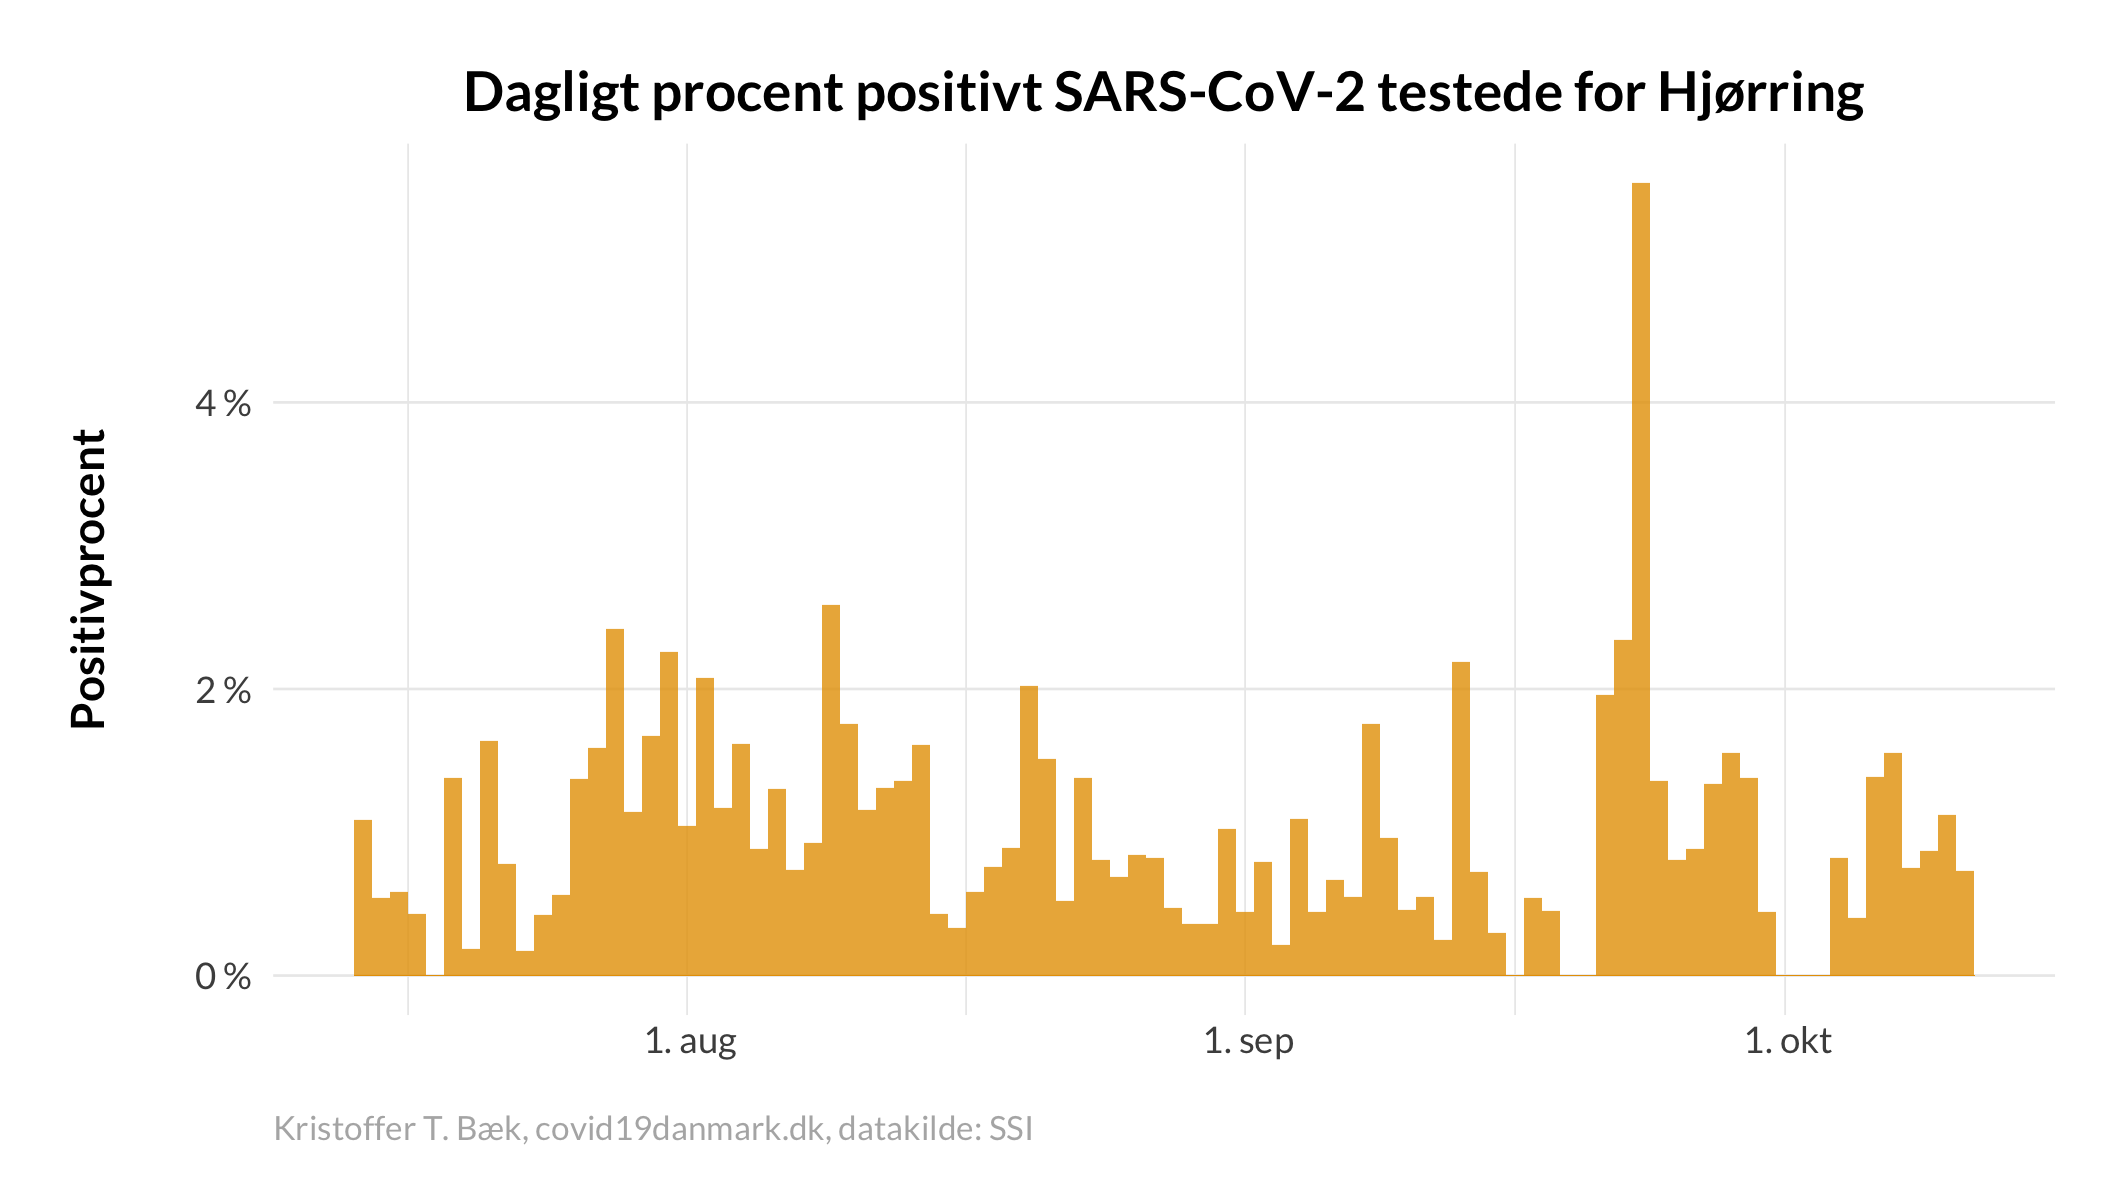 Dagligt procent positivt SARS-CoV-2 testede for Hjørring
Positivprocent
4 %
2 %
0 %
1. aug
1. sep
1. okt
Kristoffer T. Bæk, covid19danmark.dk, datakilde: SSI